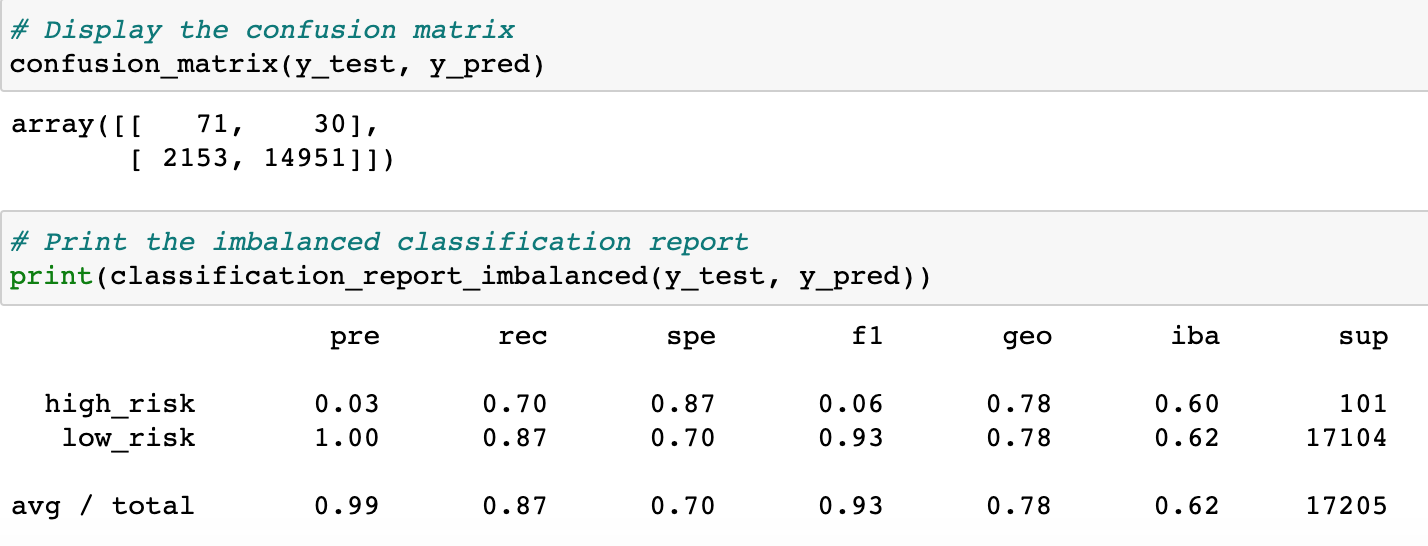 # Display the confusion matrix
confusion_matrix(y_test, y_pred)
array([[   71,    30],
       [ 2153, 14951]])
# Print the imbalanced classification report
print(classification_report_imbalanced(y_test, y_pred))
pre rec spe f1 geo iba sup
high_risk 0.03 0.70 0.87 0.06 0.78 0.60 101
low_risk 1.00 0.87 0.70 0.93 0.78 0.62 17104
avg / total 0.99 0.87 0.70 0.93 0.78 0.62 17205